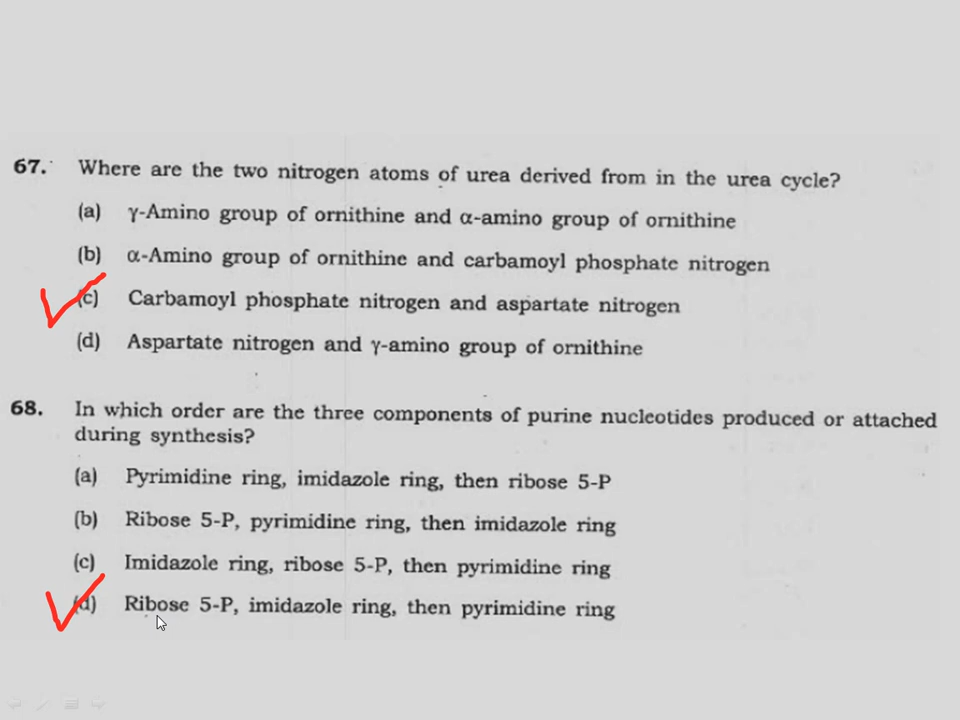 67. Where are the two nitrogen atoms of urea derived from in the urea cycle?
(a) γ-Amino group of ornithine and α-amino group of ornithine
(b) α-Amino group of ornithine and carbamoyl phosphate nitrogen
(c) Carbamoyl phosphate nitrogen and aspartate nitrogen
(d) Aspartate nitrogen and γ-amino group of ornithine
68. In which order are the three components of purine nucleotides produced or attached
during synthesis?
(a) Pyrimidine ring, imidazole ring, then ribose 5-P
(b) Ribose 5-P, pyrimidine ring, then imidazole ring
(c) Imidazole ring, ribose 5-P, then pyrimidine ring
(d) Ribose 5-P, imidazole ring, then pyrimidine ring